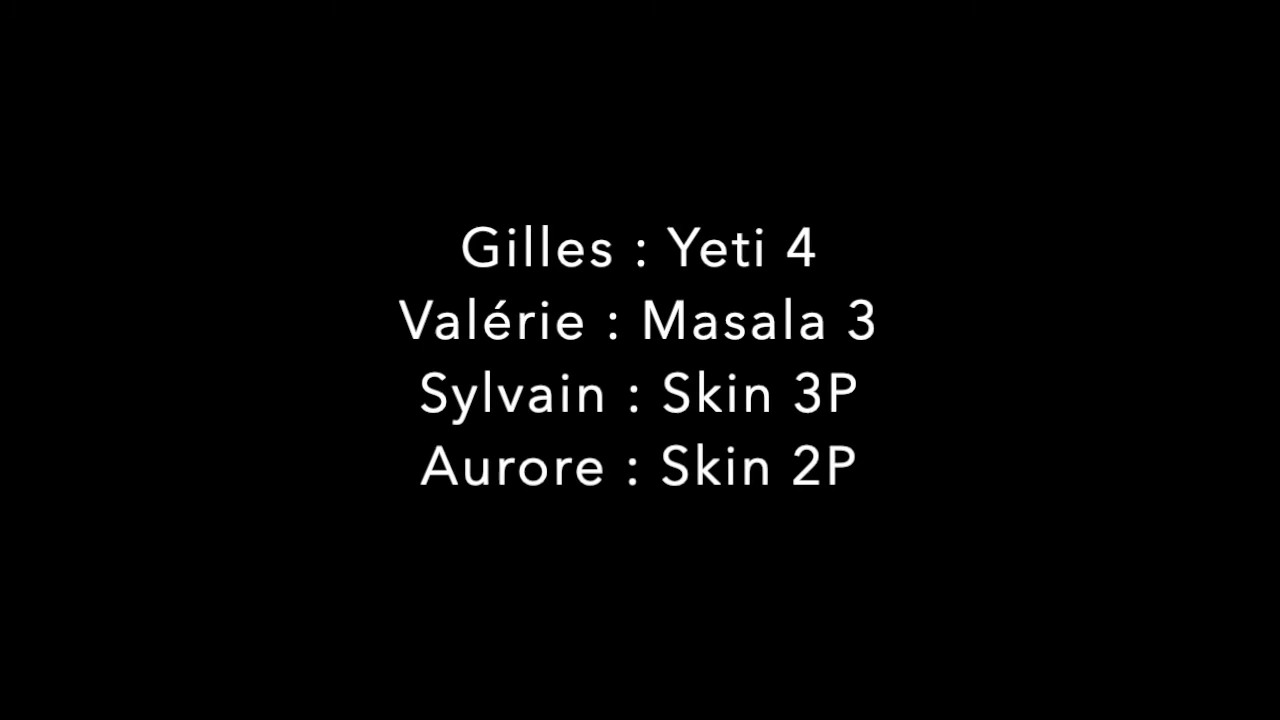 Gilles : Yeti 4
Valérie : Masala 3
Sylvain : Skin 3P
Aurore : Skin 2P